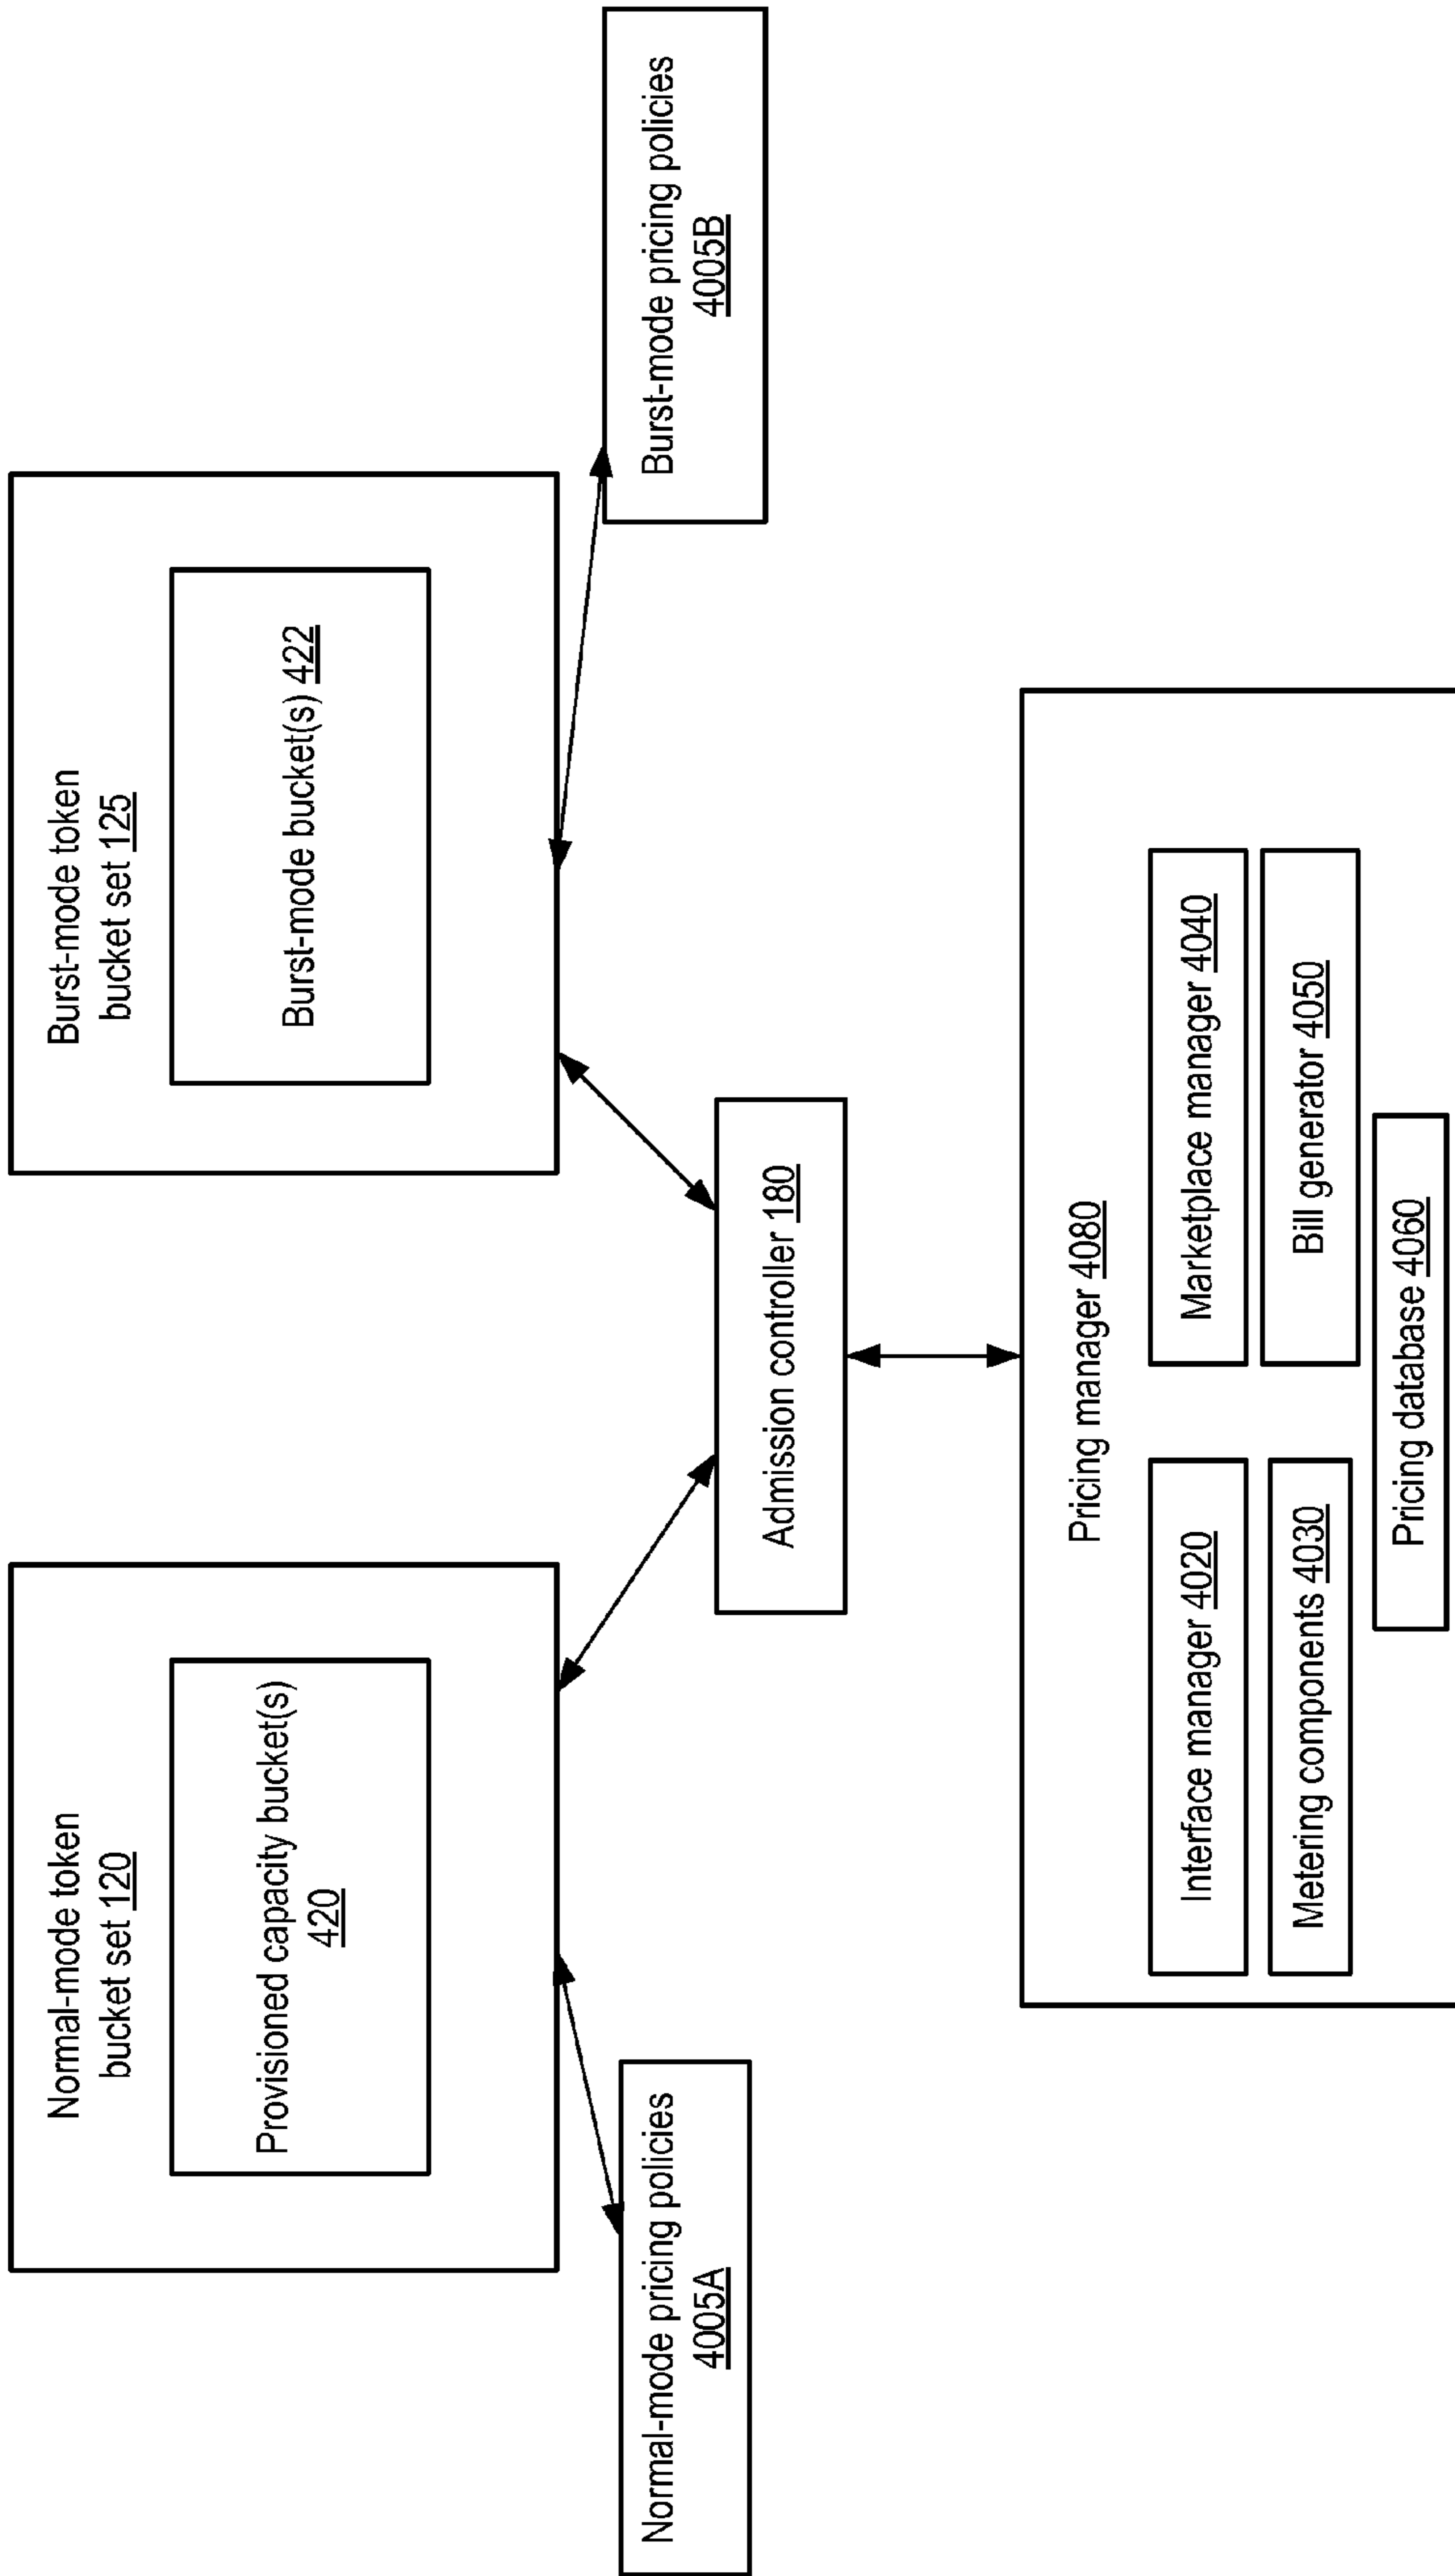 Normal-mode token
bucket set 120
Provisioned capacity bucket(s)
420
Burst-mode token
bucket set 125
Burst-mode bucket(s) 422
Normal-mode pricing policies
4005A
Burst-mode pricing policies
4005B
Admission controller 180
Pricing manager 4080
Interface manager 4020
Marketplace manager 4040
Metering components 4030
Bill generator 4050
Pricing database 4060